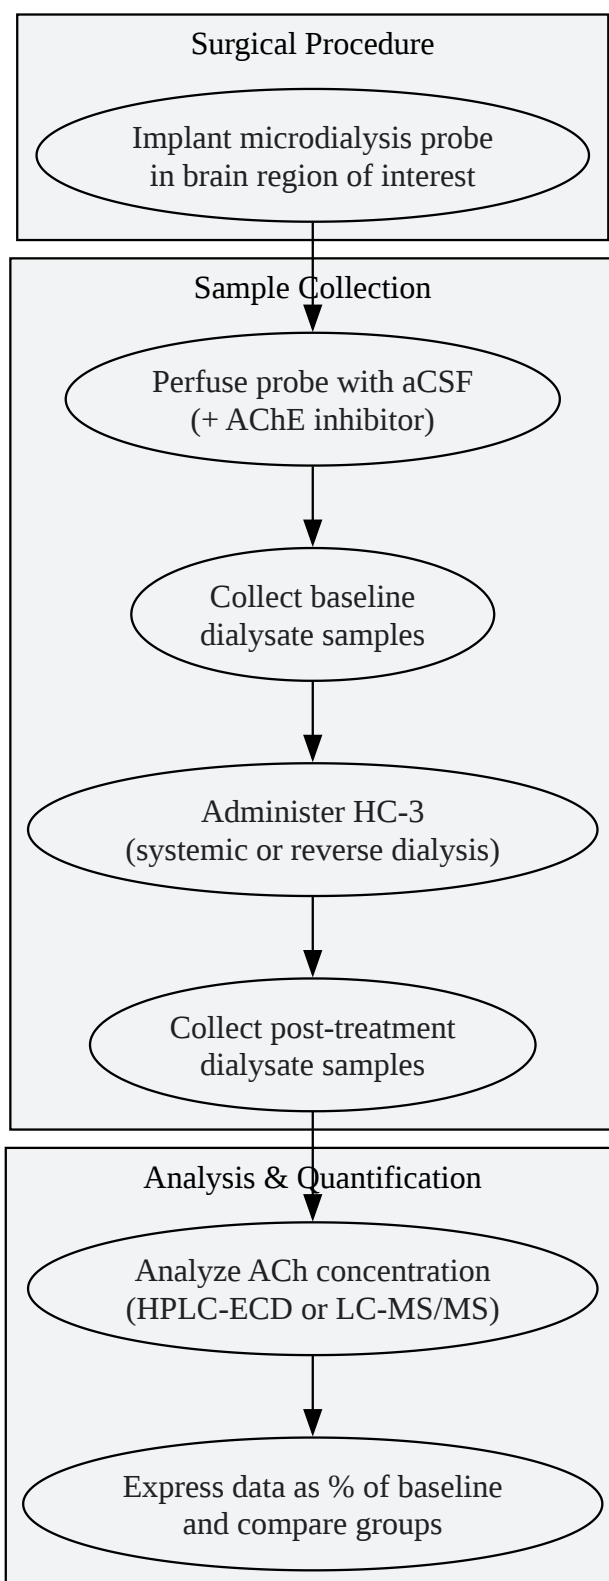 Surgical Procedure
Implant microdialysis probe
in brain region of interest
Sample Collection
Perfuse probe with aCSF
(+ AChE inhibitor)
Collect baseline
dialysate samples
Administer HC-3
(systemic or reverse dialysis)
Collect post-treatment
dialysate samples
Analysis & Quantification
Analyze ACh concentration
(HPLC-ECD or LC-MS/MS)
Express data as % of baseline
and compare groups